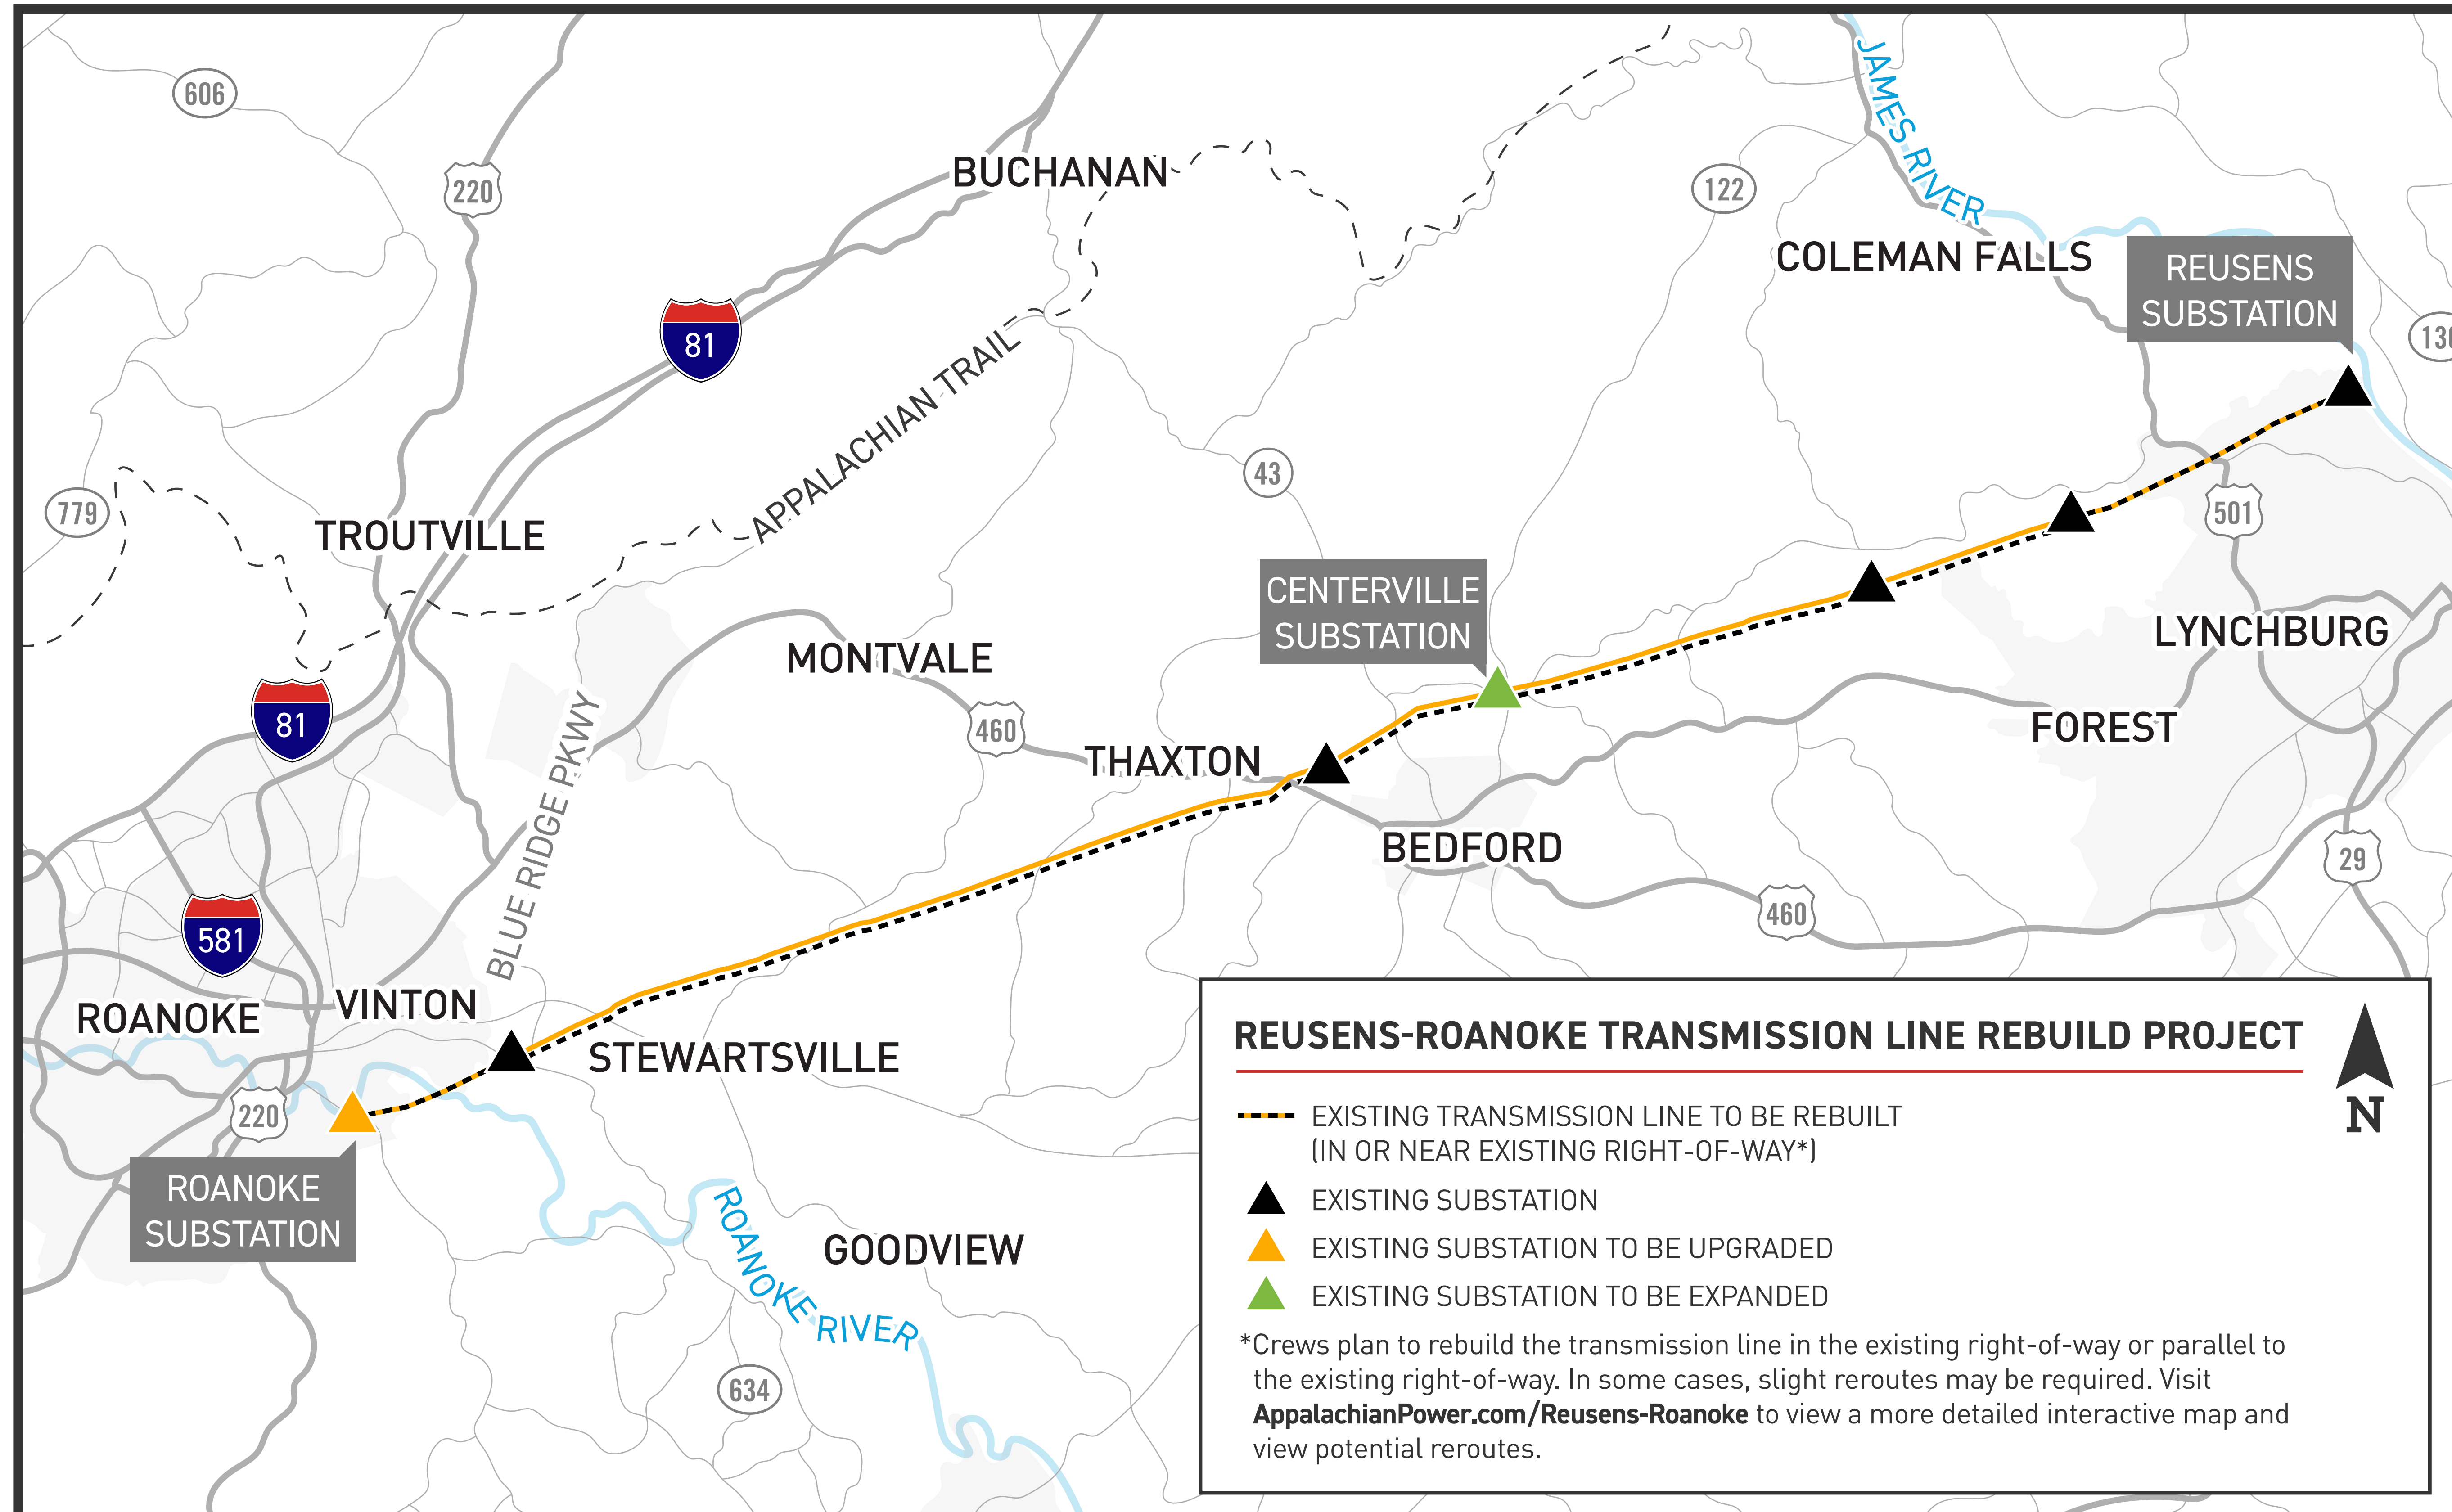 606
220
BUCHANAN
JAMES RIVER
122
COLEMAN FALLS
REUSENS
SUBSTATION
81
APPALACHIAN TRAIL
43
779
TROUTVILLE
501
CENTERVILLE
SUBSTATION
LYNCHBURG
MONTVALE
81
460
FOREST
THAXTON
BLUE RIDGE PKWY
BEDFORD
29
460
581
ROANOKE
VINTON
STEWARTSVILLE
220
ROANOKE
SUBSTATION
ROANOKE RIVER
GOODVIEW
634
REUSENS-ROANOKE TRANSMISSION LINE REBUILD PROJECT
N
EXISTING TRANSMISSION LINE TO BE REBUILT
(IN OR NEAR EXISTING RIGHT-OF-WAY*)
EXISTING SUBSTATION
EXISTING SUBSTATION TO BE UPGRADED
EXISTING SUBSTATION TO BE EXPANDED
*Crews plan to rebuild the transmission line in the existing right-of-way or parallel to
the existing right-of-way. In some cases, slight reroutes may be required. Visit
AppalachianPower.com/Reusens-Roanoke to view a more detailed interactive map and
view potential reroutes.